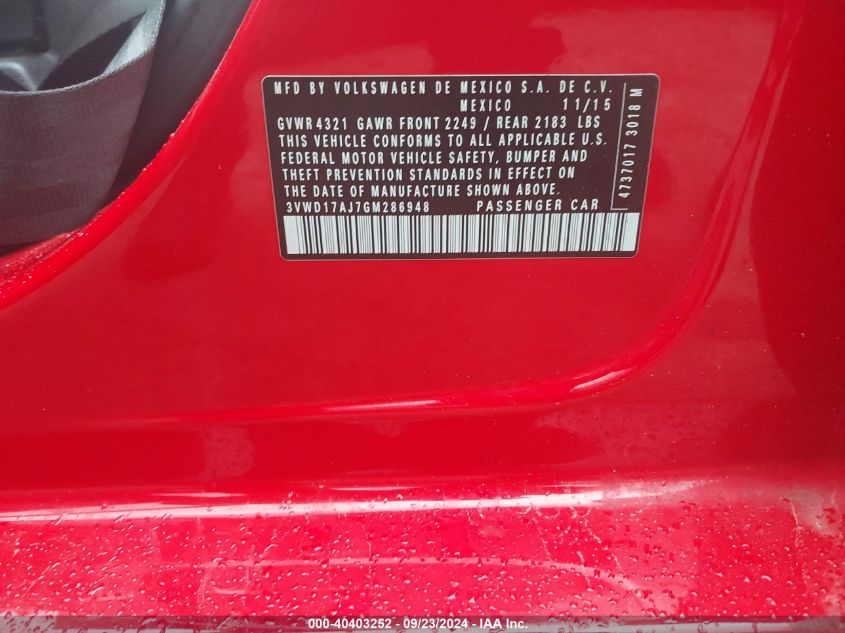 MFD BY VOLKSWAGEN DE MEXICO S.A. DE C.V.
MEXICO 11/15
GVWR 4321 GAWR FRONT 2249 / REAR 2183 LBS
THIS VEHICLE CONFORMS TO ALL APPLICABLE U.S.
FEDERAL MOTOR VEHICLE SAFETY, BUMPER AND
THEFT PREVENTION STANDARDS IN EFFECT ON
THE DATE OF MANUFACTURE SHOWN ABOVE.
3VWD17AJ7GM286948 PASSENGER CAR
4737017 3018 M
000-40403252 - 09/23/2024 - IAA Inc.